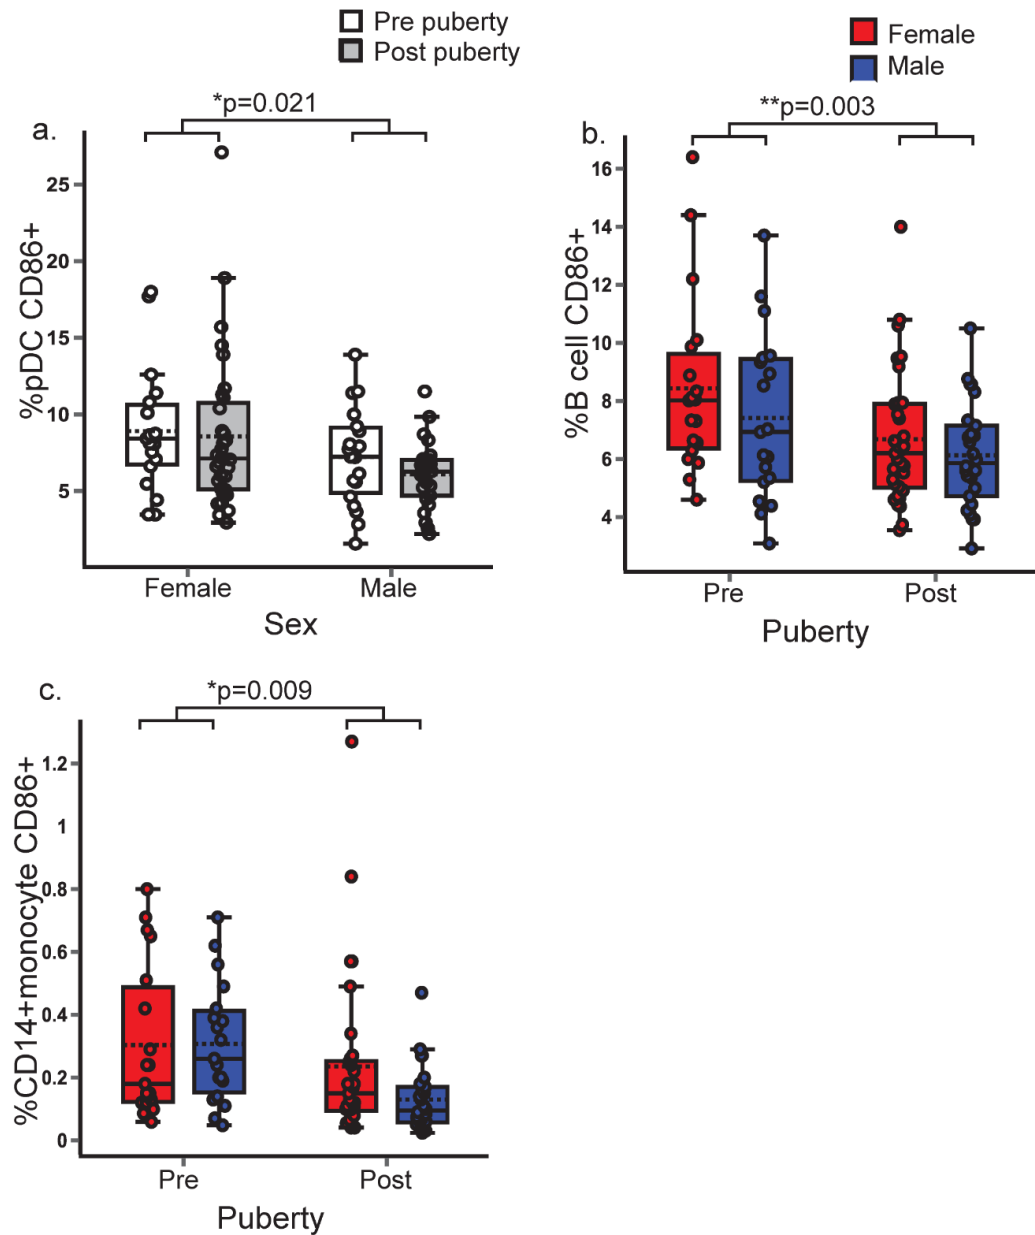 Pre puberty
Post puberty
Female
Male
a.
*p=0.021
%pDC CD86+
25
20
15
10
5
Female
Male
Sex
b.
**p=0.003
%B cell CD86+
16
14
12
10
8
6
4
Pre
Post
Puberty
c.
*p=0.009
%CD14+monocyte CD86+
1.2
1
0.8
0.6
0.4
0.2
0
Pre
Post
Puberty